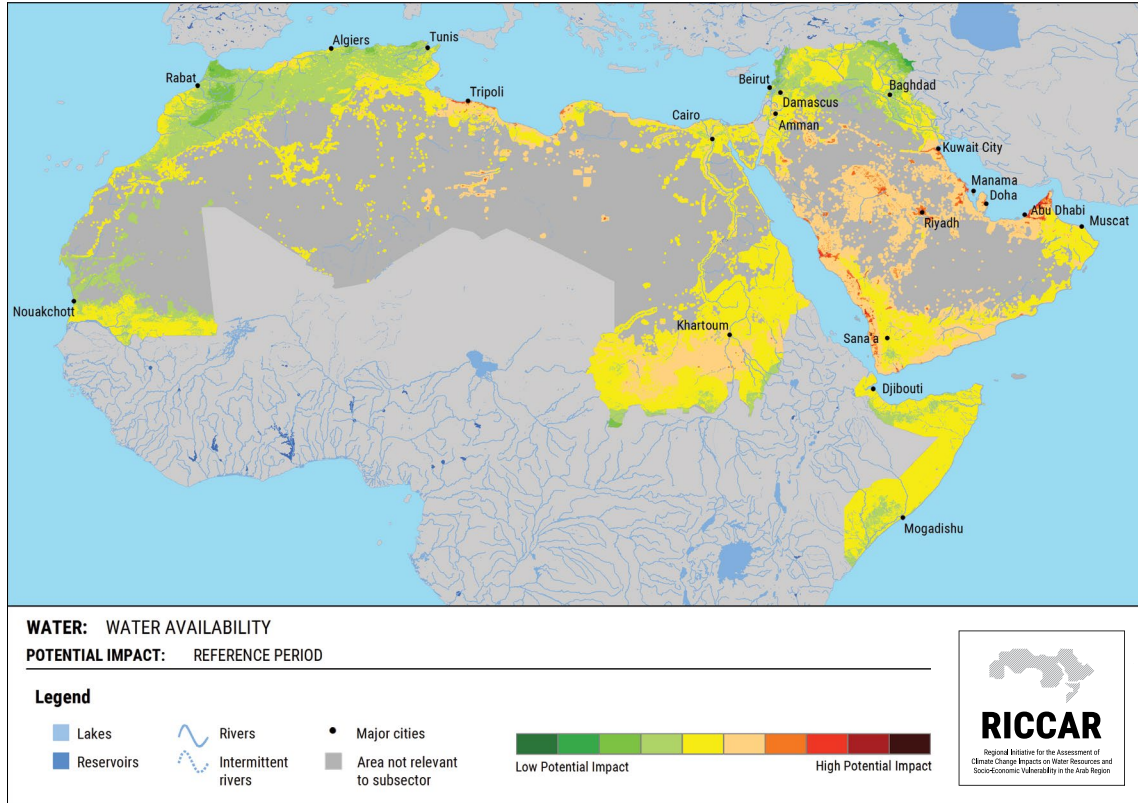 Algiers
Tunis
Rabat
Tripoli
Beirut
Damascus
Baghdad
Cairo
Amman
Kuwait City
Manama
Doha
Abu Dhabi
Riyadh
Muscat
Nouakchott
Khartoum
Sana'a
Djibouti
Mogadishu
WATER: WATER AVAILABILITY
POTENTIAL IMPACT: REFERENCE PERIOD
Legend
Lakes
Reservoirs
Rivers
Intermittent
rivers
Major cities
Area not relevant
to subsector
Low Potential Impact
High Potential Impact
RICCAR
Regional Initiative for the Assessment of
Climate Change Impacts on Water Resources and
Socio-Economic Vulnerability in the Arab Region